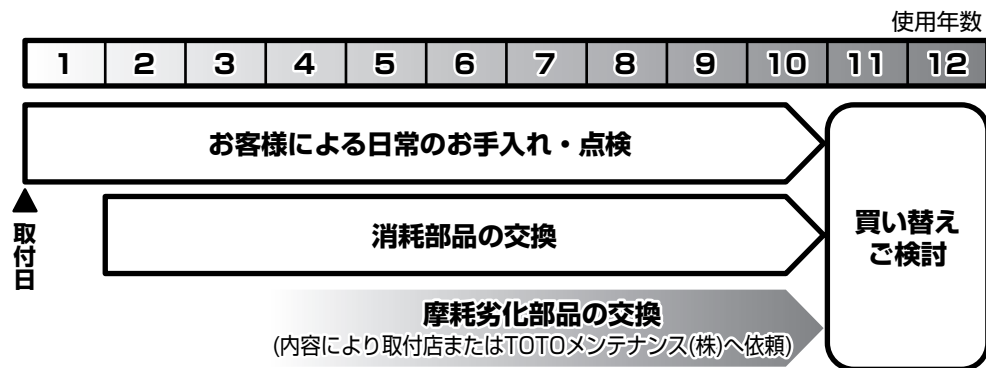 使用年数
1 2 3 4 5 6 7 8 9 10 11 12
お客様による日常のお手入れ・点検
取付日
消耗部品の交換
買い替え
ご検討
摩耗劣化部品の交換
(内容により取付店またはTOTOメンテナンス(株)へ依頼)